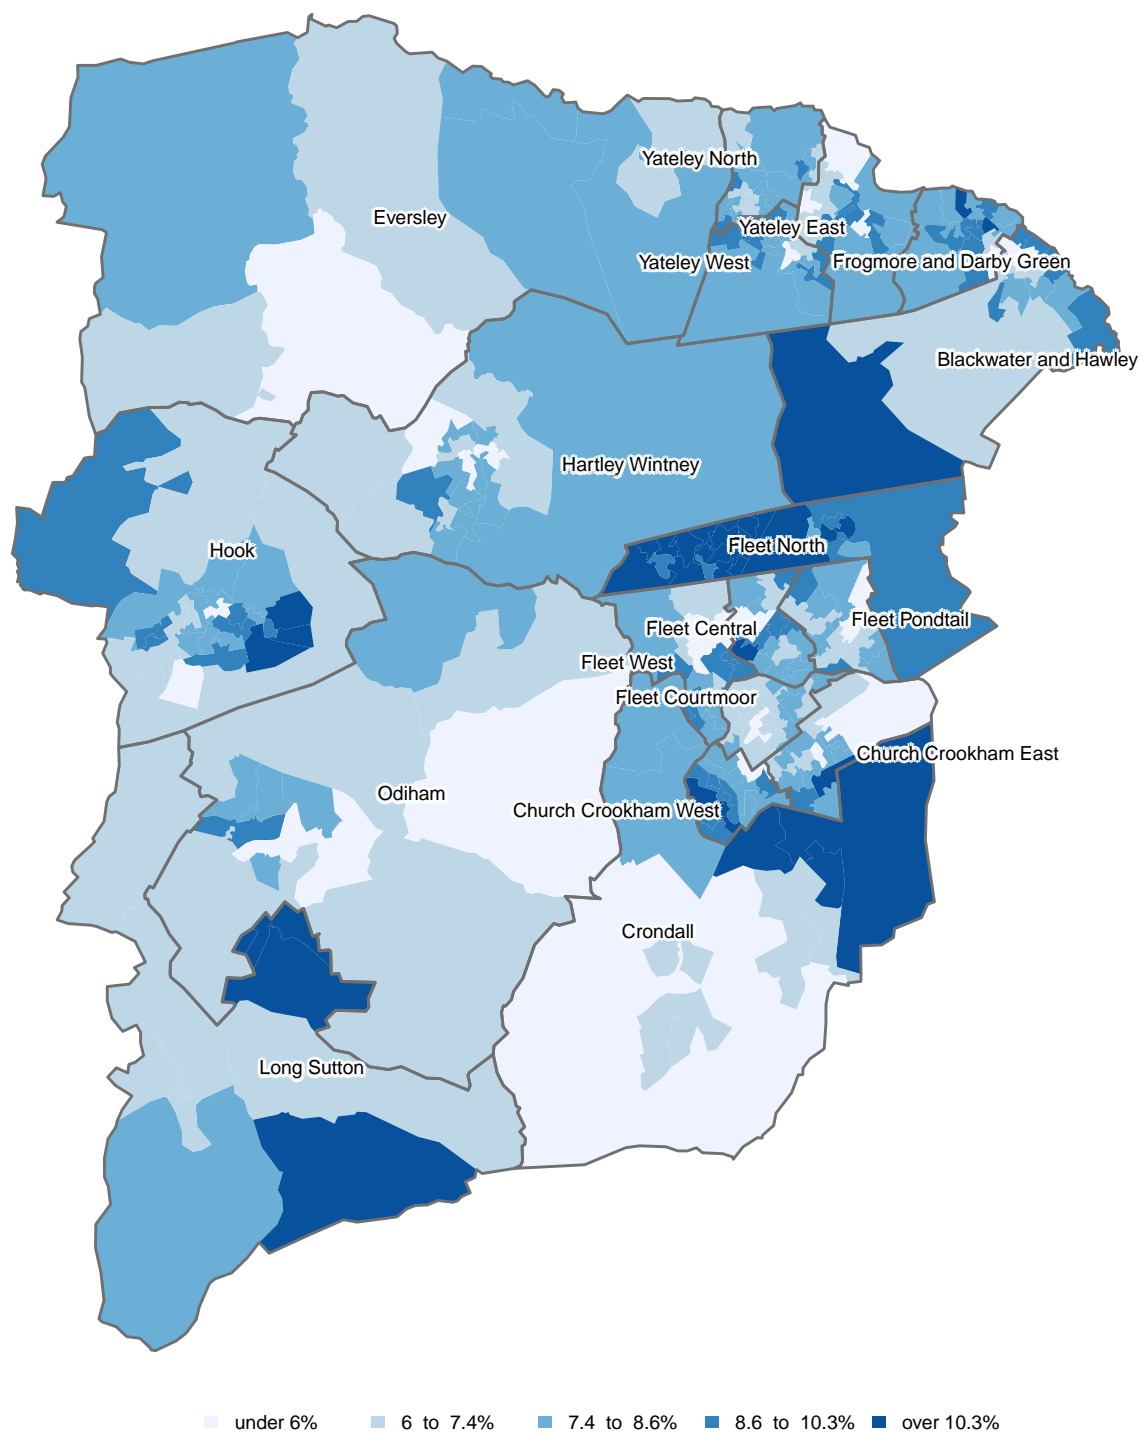 Yateley North
Eversley
Yateley East
Yateley West
Frogmore and Darby Green
Blackwater and Hawley
Hartley Wintney
Hook
Fleet North
Fleet Pondtail
Fleet Central
Fleet West
Fleet Courtmoor
Church Crookham East
Odiham
Church Crookham West
Crondall
Long Sutton
under 6% 6 to 7.4% 7.4 to 8.6% 8.6 to 10.3% over 10.3%